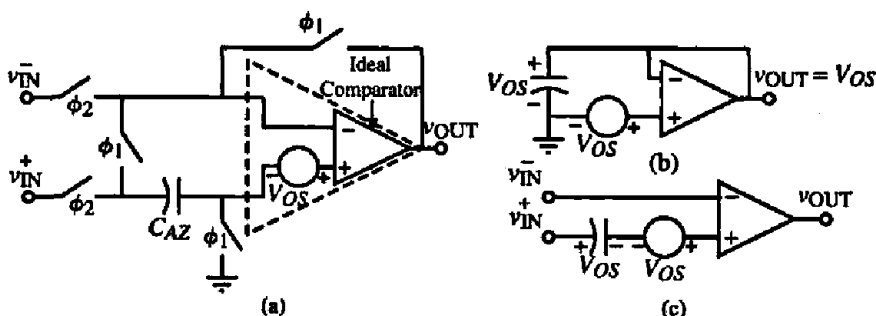 ϕ1
v⁻IN
ϕ2
Ideal
Comparator
ϕ1
vOUT
v⁺IN
ϕ2
CAZ
VOS
ϕ1
(a)
VOS
vOUT = VOS
VOS
(b)
v⁻IN
v⁺IN
vOUT
VOS
VOS
(c)